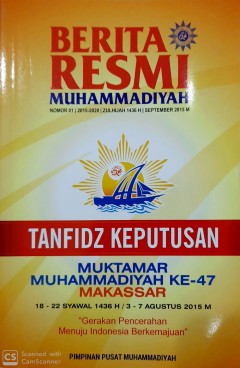 BERITA
RESMI
MUHAMMADIYAH
NOMOR 01 | 2015-2020 | ZULHIJAH 1436 H | SEPTEMBER 2015 M
TANFIDZ KEPUTUSAN
MUKTAMAR
MUHAMMADIYAH KE-47
MAKASSAR
18 - 22 SYAWAL 1436 H / 3 - 7 AGUSTUS 2015 M
"Gerakan Pencerahan
Menuju Indonesia Berkemajuan"
PIMPINAN PUSAT MUHAMMADIYAH
CS
Scanned with
CamScanner